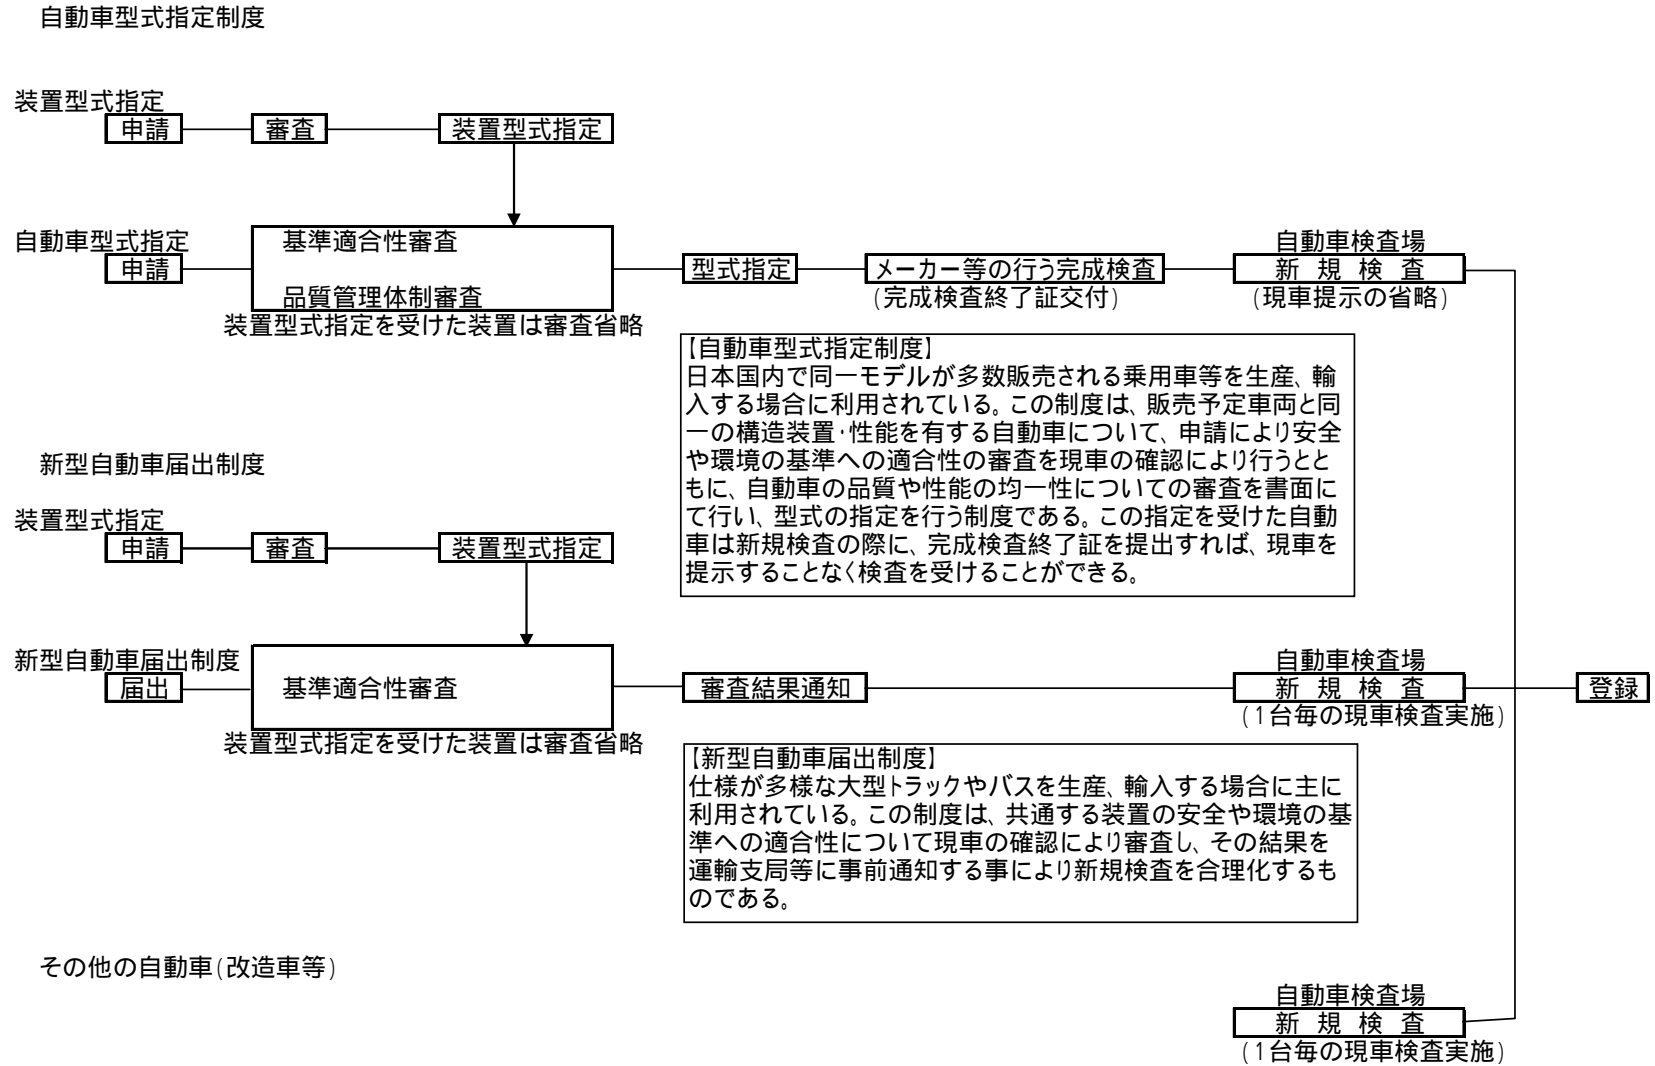 自動車型式指定制度
装置型式指定
申請
審査
装置型式指定
自動車型式指定
申請
基準適合性審査
品質管理体制審査
装置型式指定を受けた装置は審査省略
型式指定
メーカー等の行う完成検査
(完成検査終了証交付)
自動車検査場
新 規 検 査
(現車提示の省略)
【自動車型式指定制度】
日本国内で同一モデルが多数販売される乗用車等を生産、輸
入する場合に利用されている。この制度は、販売予定車両と同
一の構造装置・性能を有する自動車について、申請により安全
や環境の基準への適合性の審査を現車の確認により行うとと
もに、自動車の品質や性能の均一性についての審査を書面に
て行い、型式の指定を行う制度である。この指定を受けた自動
車は新規検査の際に、完成検査終了証を提出すれば、現車を
提示することなく検査を受けることができる。
新型自動車届出制度
装置型式指定
申請
審査
装置型式指定
新型自動車届出制度
届出
基準適合性審査
装置型式指定を受けた装置は審査省略
審査結果通知
自動車検査場
新 規 検 査
(1台毎の現車検査実施)
登録
【新型自動車届出制度】
仕様が多様な大型トラックやバスを生産、輸入する場合に主に
利用されている。この制度は、共通する装置の安全や環境の基
準への適合性について現車の確認により審査し、その結果を
運輸支局等に事前通知する事により新規検査を合理化するも
のである。
その他の自動車(改造車等)
自動車検査場
新 規 検 査
(1台毎の現車検査実施)